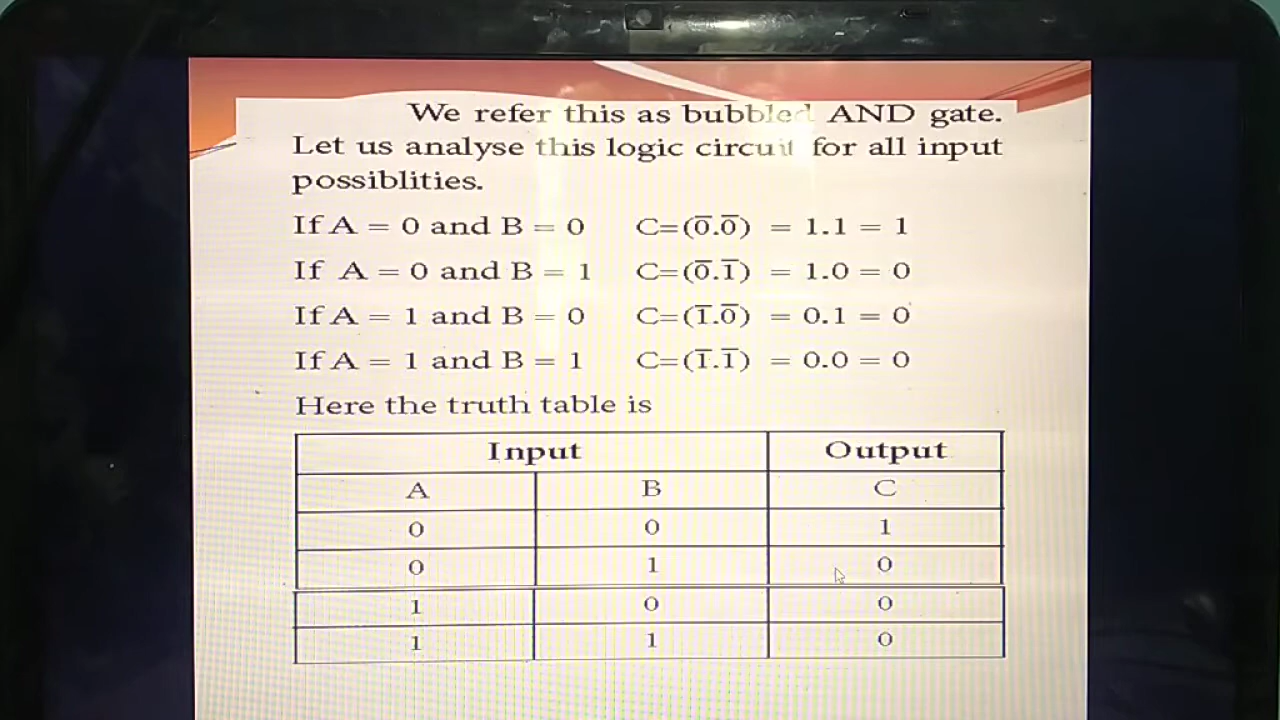 We refer this as bubbled AND gate.
Let us analyse this logic circuit for all input
possiblities.
If A = 0 and B = 0 C=(0̅.0̅) = 1.1 = 1
If A = 0 and B = 1 C=(0̅.1̅) = 1.0 = 0
If A = 1 and B = 0 C=(1̅.0̅) = 0.1 = 0
If A = 1 and B = 1 C=(1̅.1̅) = 0.0 = 0
Here the truth table is
Input Output
A B C
0 0 1
0 1 0
1 0 0
1 1 0